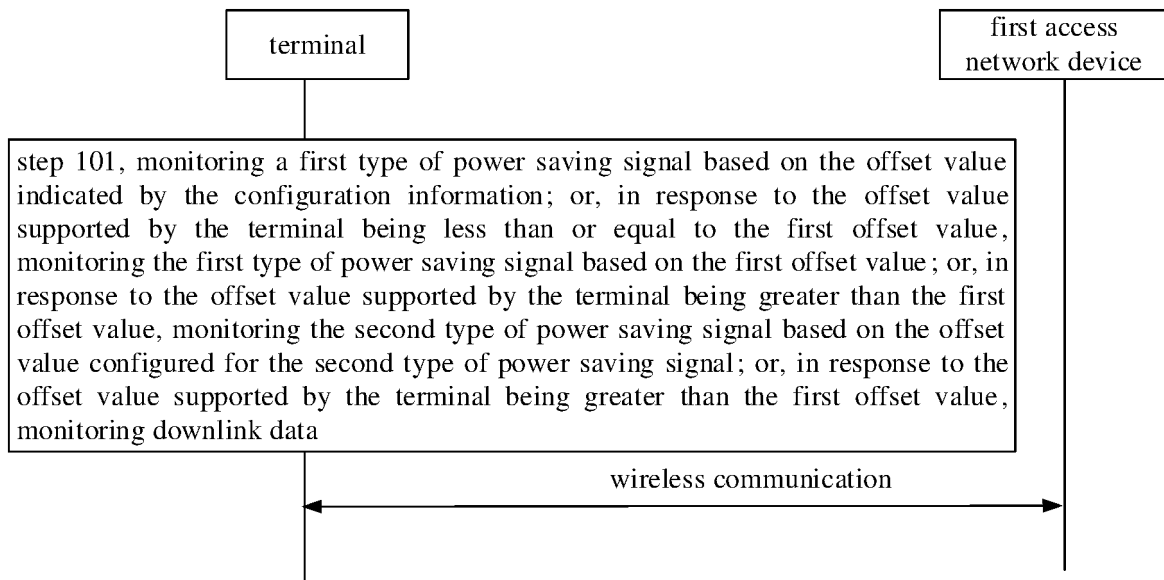 terminal
first access
network device
step 101, monitoring a first type of power saving signal based on the offset value
indicated by the configuration information; or, in response to the offset value
supported by the terminal being less than or equal to the first offset value,
monitoring the first type of power saving signal based on the first offset value; or, in
response to the offset value supported by the terminal being greater than the first
offset value, monitoring the second type of power saving signal based on the offset
value configured for the second type of power saving signal; or, in response to the
offset value supported by the terminal being greater than the first offset value,
monitoring downlink data
wireless communication